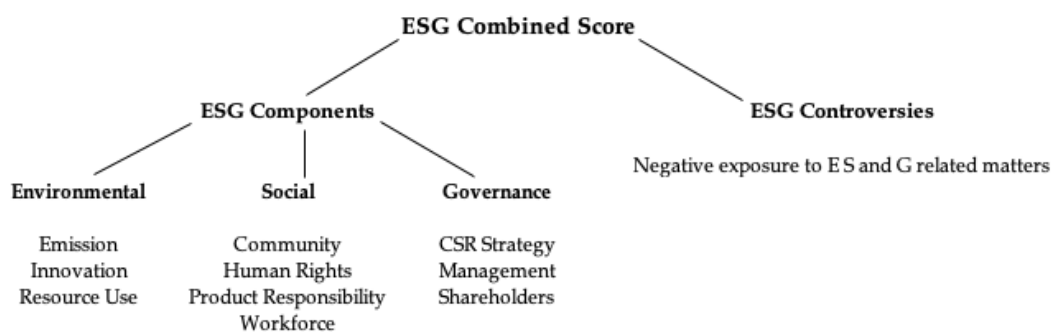 ESG Combined Score
ESG Components
ESG Controversies
Negative exposure to E S and G related matters
Environmental
Social
Governance
Emission
Innovation
Resource Use
Community
Human Rights
Product Responsibility
Workforce
CSR Strategy
Management
Shareholders